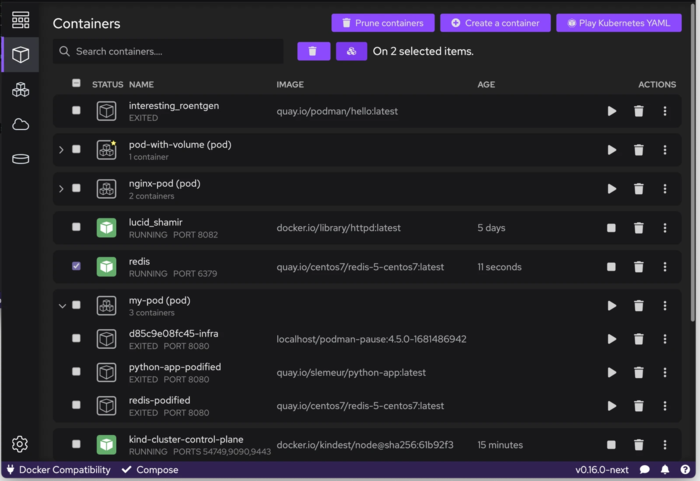 Containers
Prune containers
Create a container
Play Kubernetes YAML
Search containers....
On 2 selected items.
STATUS NAME IMAGE AGE ACTIONS
interesting_roentgen
EXITED
quay.io/podman/hello:latest
pod-with-volume (pod)
1 container
nginx-pod (pod)
2 containers
lucid_shamir
RUNNING PORT 8082
docker.io/library/httpd:latest
5 days
redis
RUNNING PORT 6379
quay.io/centos7/redis-5-centos7:latest
11 seconds
my-pod (pod)
3 containers
d85c9e08fc45-infra
EXITED PORT 8080
localhost/podman-pause:4.5.0-1681486942
python-app-podified
EXITED PORT 8080
quay.io/slemeur/python-app:latest
redis-podified
EXITED PORT 8080
quay.io/centos7/redis-5-centos7:latest
kind-cluster-control-plane
RUNNING PORTS 54749,9090,9443
docker.io/kindest/node@sha256:61b92f3
15 minutes
Docker Compatibility
Compose
v0.16.0-next